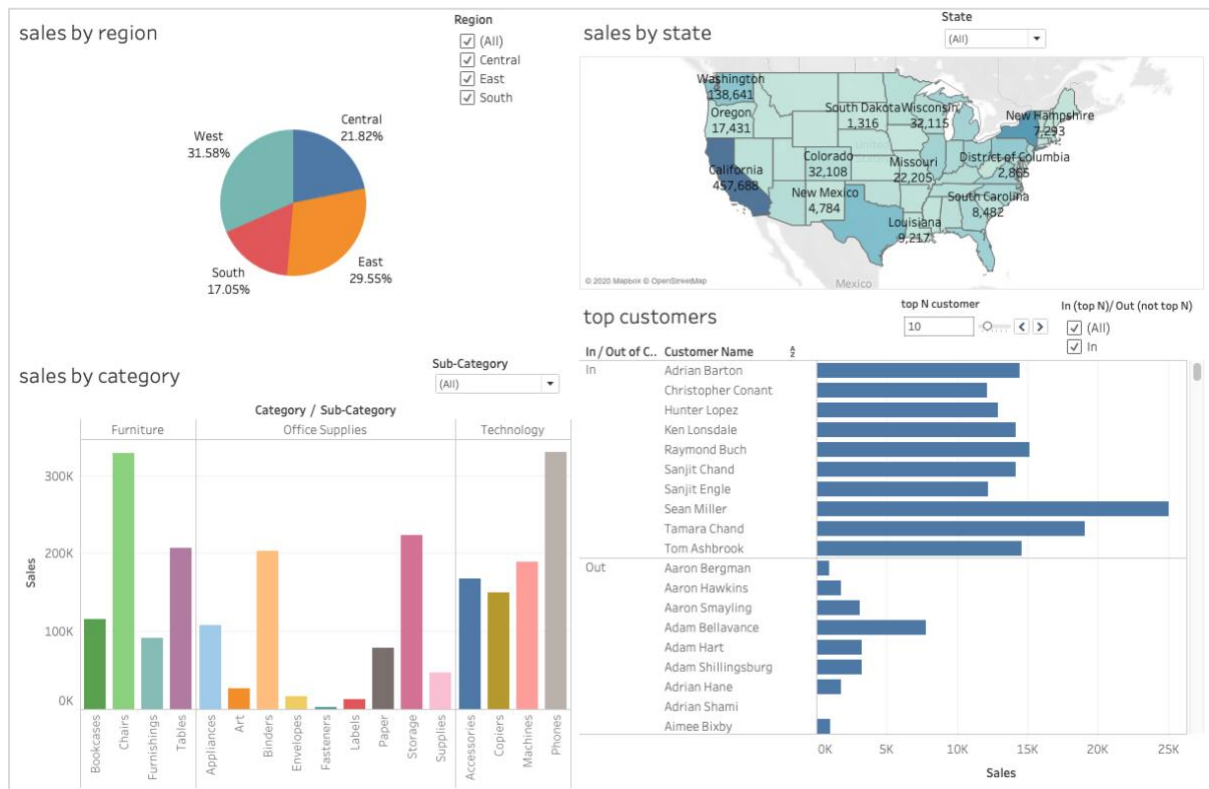 sales by region
Region
(All)
Central
East
South
West
31.58%
Central
21.82%
South
17.05%
East
29.55%
sales by state
State
(All)
Washington
138,641
Oregon
17,431
South Dakota
1,316
Wisconsin
32,115
New Hampshire
7,293
California
457,688
Colorado
32,108
Missouri
22,205
District of Columbia
2,865
New Mexico
4,784
South Carolina
8,482
Louisiana
9,217
© 2020 Mapbox © OpenStreetMap
Mexico
sales by category
Sub-Category
(All)
Category / Sub-Category
Furniture
Office Supplies
Technology
Sales
300K
200K
100K
0K
Bookcases
Chairs
Furnishings
Tables
Appliances
Art
Binders
Envelopes
Fasteners
Labels
Paper
Storage
Supplies
Accessories
Copiers
Machines
Phones
top customers
top N customer
10
In (top N)/ Out (not top N)
(All)
In
In / Out of C.. Customer Name
In
Adrian Barton
Christopher Conant
Hunter Lopez
Ken Lonsdale
Raymond Buch
Sanjit Chand
Sanjit Engle
Sean Miller
Tamara Chand
Tom Ashbrook
Out
Aaron Bergman
Aaron Hawkins
Aaron Smayling
Adam Bellavance
Adam Hart
Adam Shillingsburg
Adrian Hane
Adrian Shami
Aimee Bixby
0K 5K 10K 15K 20K 25K
Sales